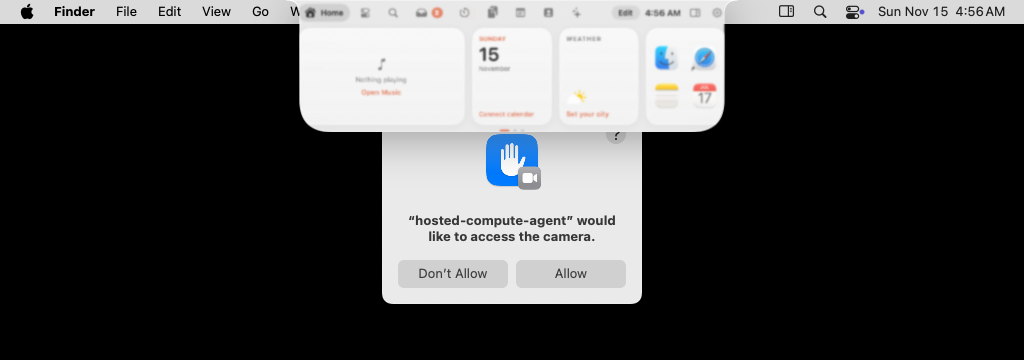 Finder File Edit View Go W
Sun Nov 15 4:56 AM
Home
2
Edit 4:56 AM
Nothing playing
Open Music
SUNDAY
15
November
Connect calendar
WEATHER
Set your city
JUL
17
?
“hosted-compute-agent” would
like to access the camera.
Don’t Allow
Allow